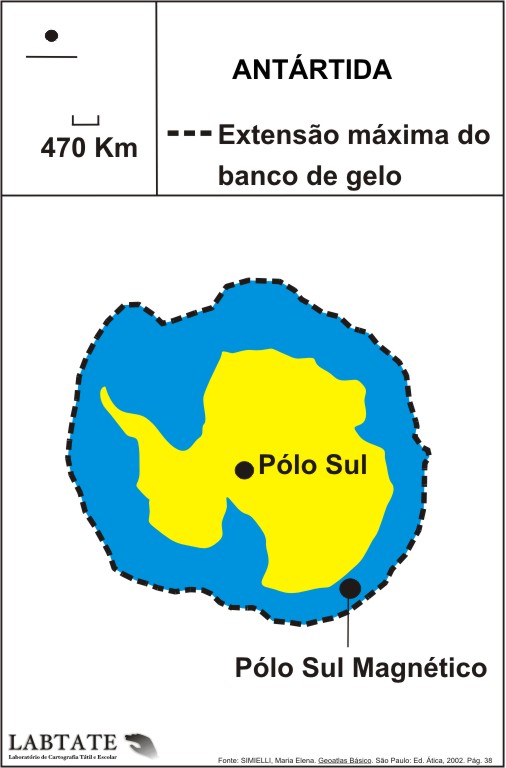 ANTÁRTIDA
470 Km
Extensão máxima do
banco de gelo
Pólo Sul
Pólo Sul Magnético
LABTATE
Laboratório de Cartografia Tátil e Escolar
Fonte: SIMIELLI, Maria Elena. Geoatlas Básico. São Paulo: Ed. Ática, 2002. Pág. 38